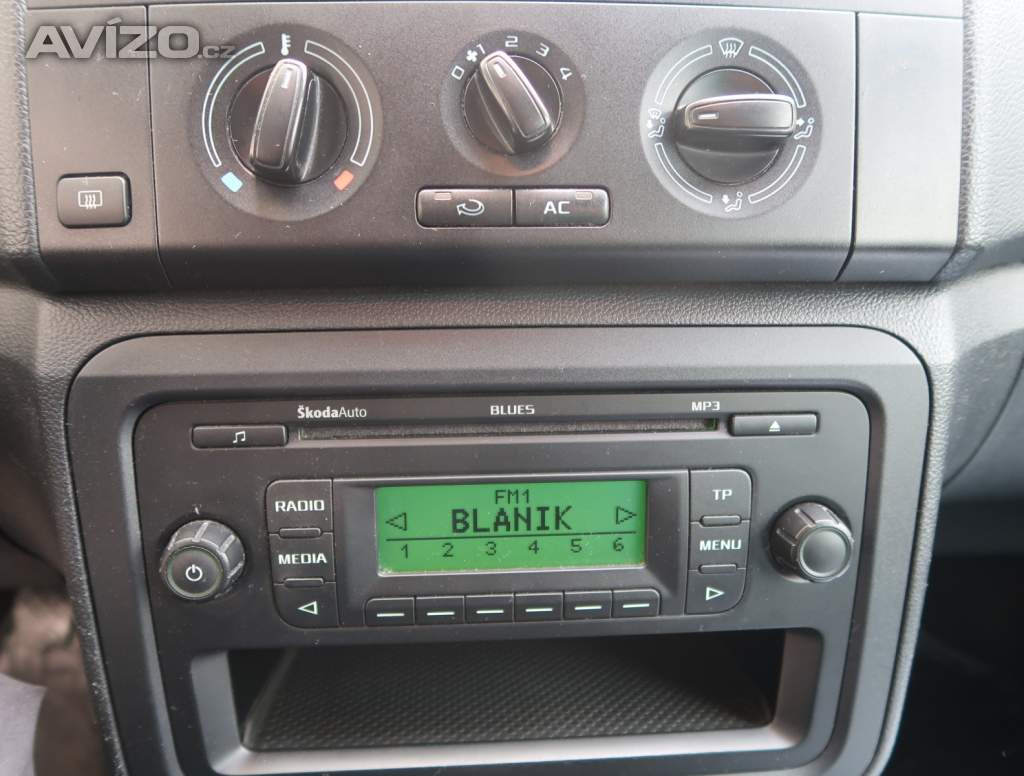 AVÍZO.cz
0 1 2 3 4
AC
ŠkodaAuto BLUES MP3
RADIO FM1 TP
BLANIK
MEDIA 1 2 3 4 5 6 MENU